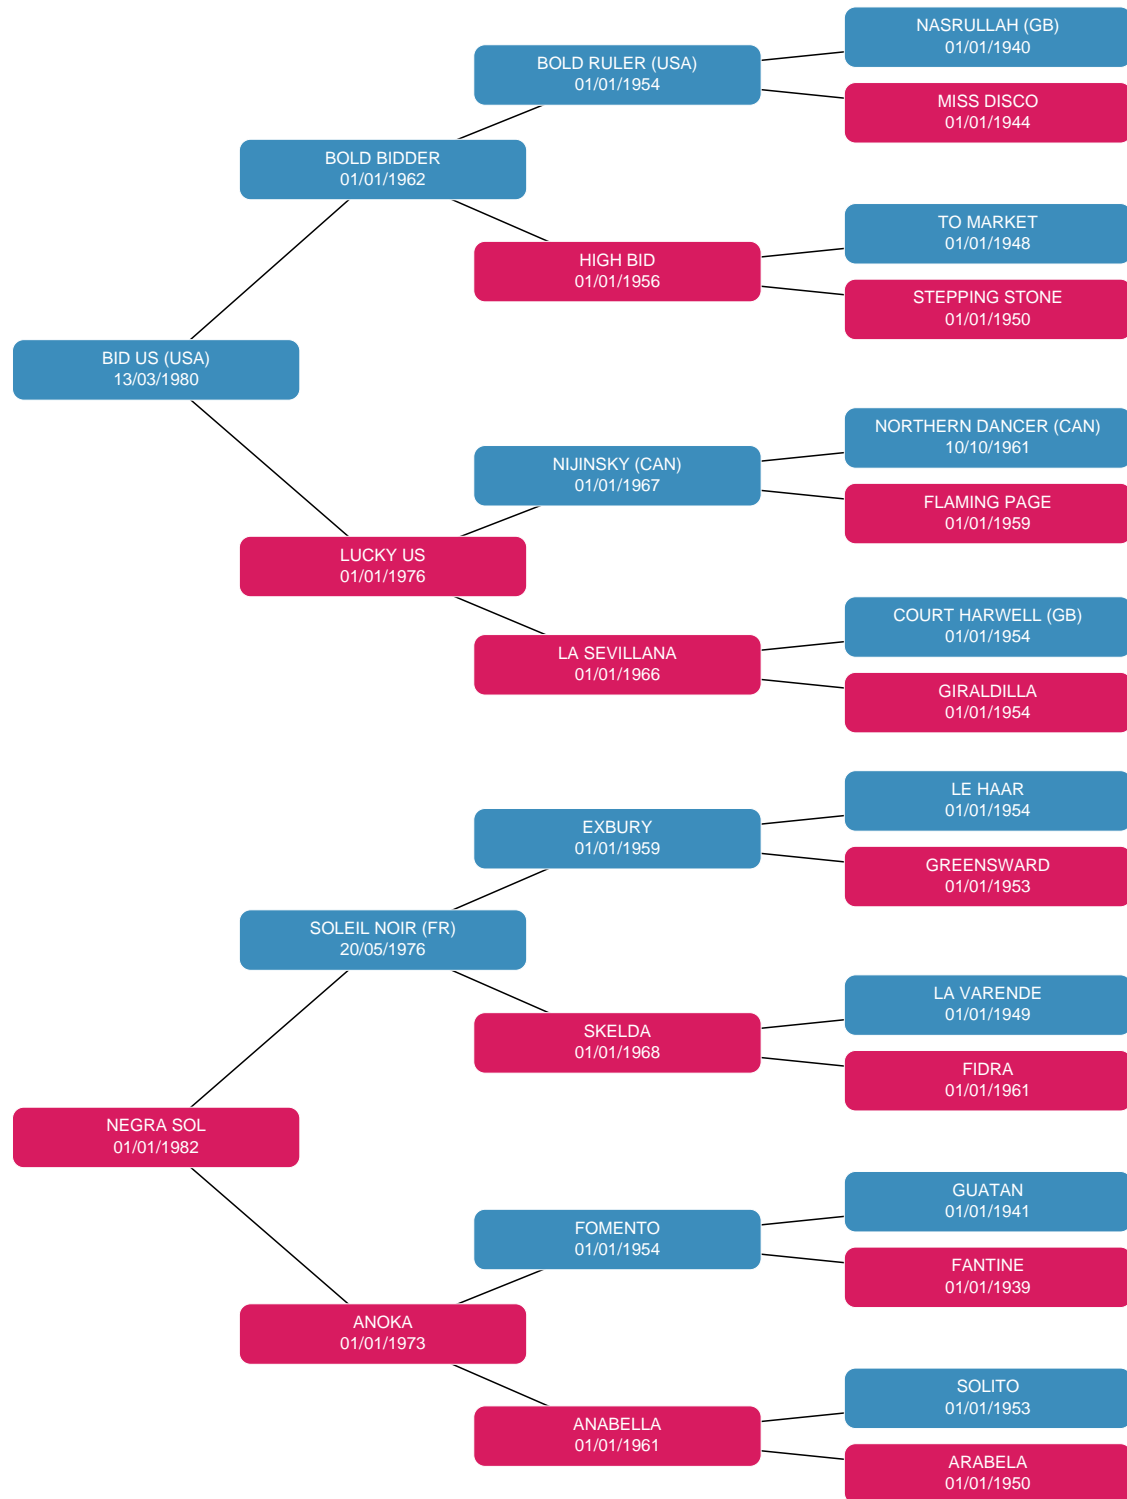 NASRULLAH (GB)
01/01/1940
BOLD RULER (USA)
01/01/1954
MISS DISCO
01/01/1944
BOLD BIDDER
01/01/1962
TO MARKET
01/01/1948
HIGH BID
01/01/1956
STEPPING STONE
01/01/1950
BID US (USA)
13/03/1980
NORTHERN DANCER (CAN)
10/10/1961
NIJINSKY (CAN)
01/01/1967
FLAMING PAGE
01/01/1959
LUCKY US
01/01/1976
COURT HARWELL (GB)
01/01/1954
LA SEVILLANA
01/01/1966
GIRALDILLA
01/01/1954
LE HAAR
01/01/1954
EXBURY
01/01/1959
GREENSWARD
01/01/1953
SOLEIL NOIR (FR)
20/05/1976
LA VARENDE
01/01/1949
SKELDA
01/01/1968
FIDRA
01/01/1961
NEGRA SOL
01/01/1982
GUATAN
01/01/1941
FOMENTO
01/01/1954
FANTINE
01/01/1939
ANOKA
01/01/1973
SOLITO
01/01/1953
ANABELLA
01/01/1961
ARABELA
01/01/1950